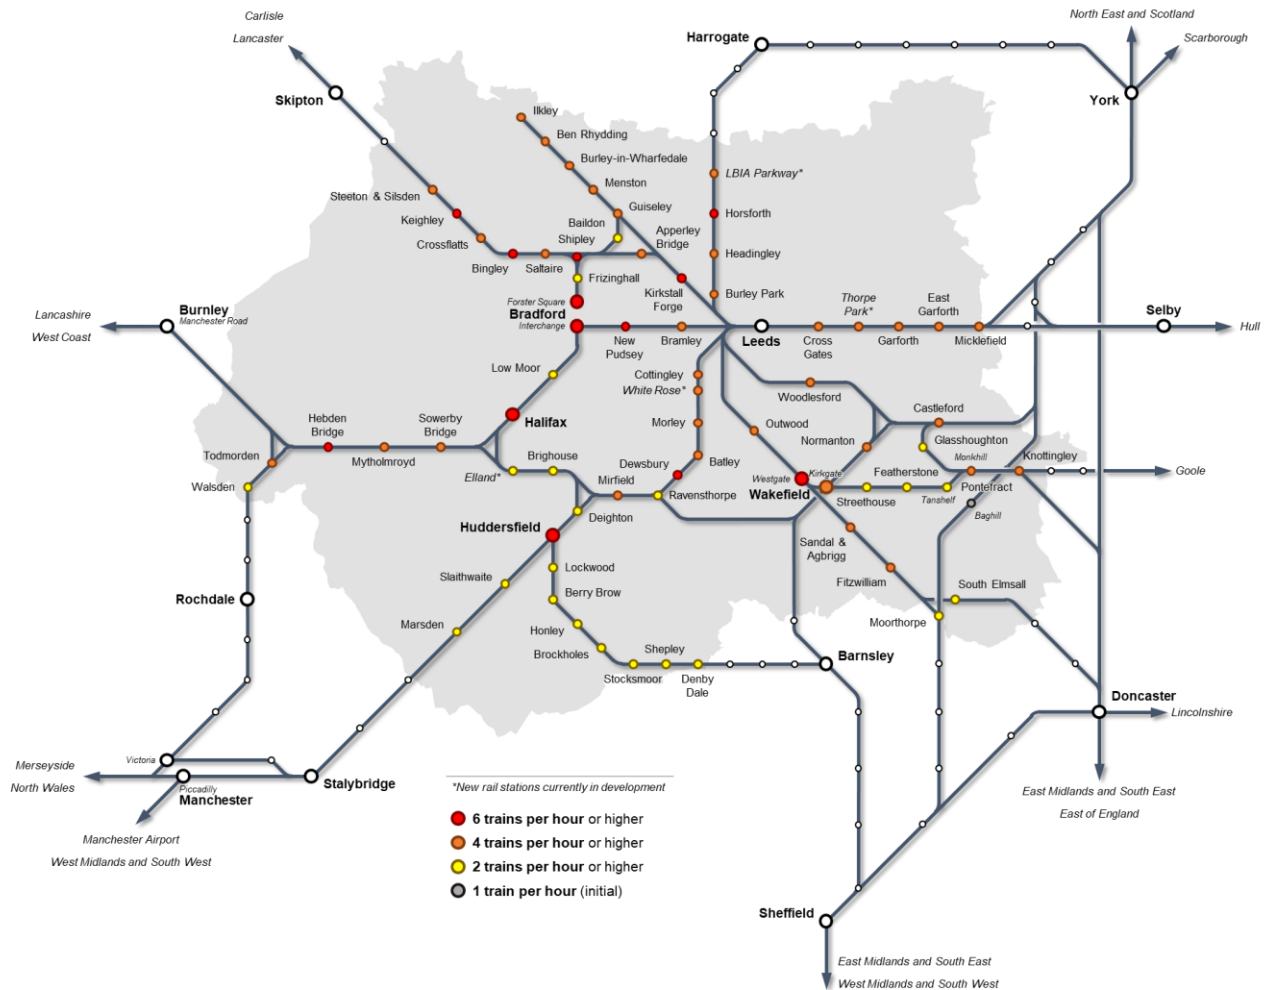 Carlisle
Lancaster
North East and Scotland
Scarborough
Harrogate
Skipton
York
Ilkley
Ben Rhydding
Burley-in-Wharfedale
Menston
Guiseley
LBIA Parkway*
Steeton & Silsden
Keighley
Crossflatts
Bingley
Saltaire
Baildon
Shipley
Apperley
Bridge
Horsforth
Headingley
Frizinghall
Kirkstall
Forge
Burley Park
Forster Square
Bradford
Interchange
New
Pudsey
Bramley
Leeds
Cross
Gates
Thorpe
Park*
Garforth
East
Garforth
Micklefield
Selby
Hull
Lancashire
West Coast
Burnley
Manchester Road
Low Moor
Cottingley
White Rose*
Woodlesford
Halifax
Hebden
Bridge
Mytholmroyd
Sowerby
Bridge
Todmorden
Walsden
Elland*
Brighouse
Morley
Batley
Dewsbury
Mirfield
Ravensthorpe
Deighton
Outwood
Normanton
Castleford
Glasshoughton
Monkhill
Knottingley
Goole
Westgate
Kirkgate
Wakefield
Featherstone
Streethouse
Tanshelf
Pontefract
Baghill
Huddersfield
Sandal &
Agbrigg
Fitzwilliam
South Elmsall
Moorthorpe
Slaithwaite
Marsden
Lockwood
Berry Brow
Honley
Brockholes
Stocksmoor
Shepley
Denby
Dale
Barnsley
Rochdale
Doncaster
Lincolnshire
Victoria
Merseyside
North Wales
Piccadilly
Manchester
Stalybridge
Manchester Airport
West Midlands and South West
East Midlands and South East
East of England
*New rail stations currently in development
6 trains per hour or higher
4 trains per hour or higher
2 trains per hour or higher
1 train per hour (initial)
Sheffield
East Midlands and South East
West Midlands and South West